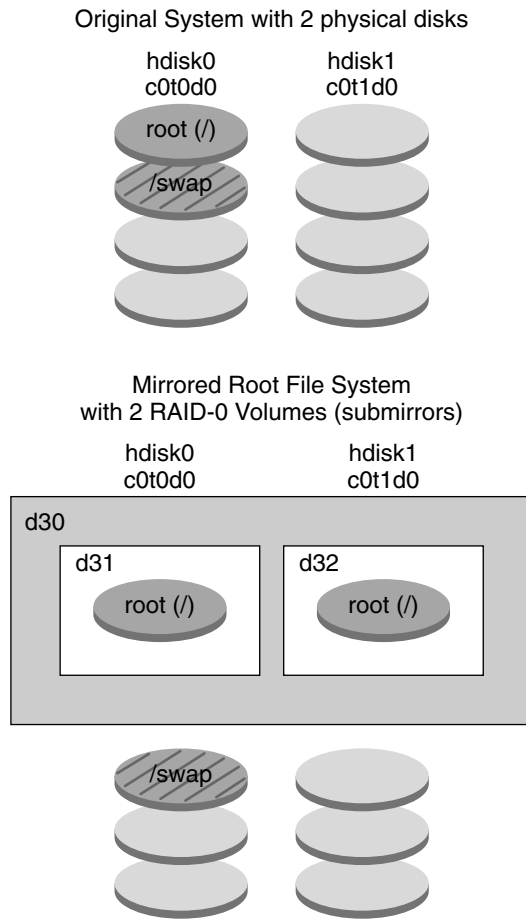 Original System with 2 physical disks
hdisk0
c0t0d0
hdisk1
c0t1d0
root (/)
/swap
Mirrored Root File System
with 2 RAID-0 Volumes (submirrors)
hdisk0
c0t0d0
hdisk1
c0t1d0
d30
d31
root (/)
d32
root (/)
/swap